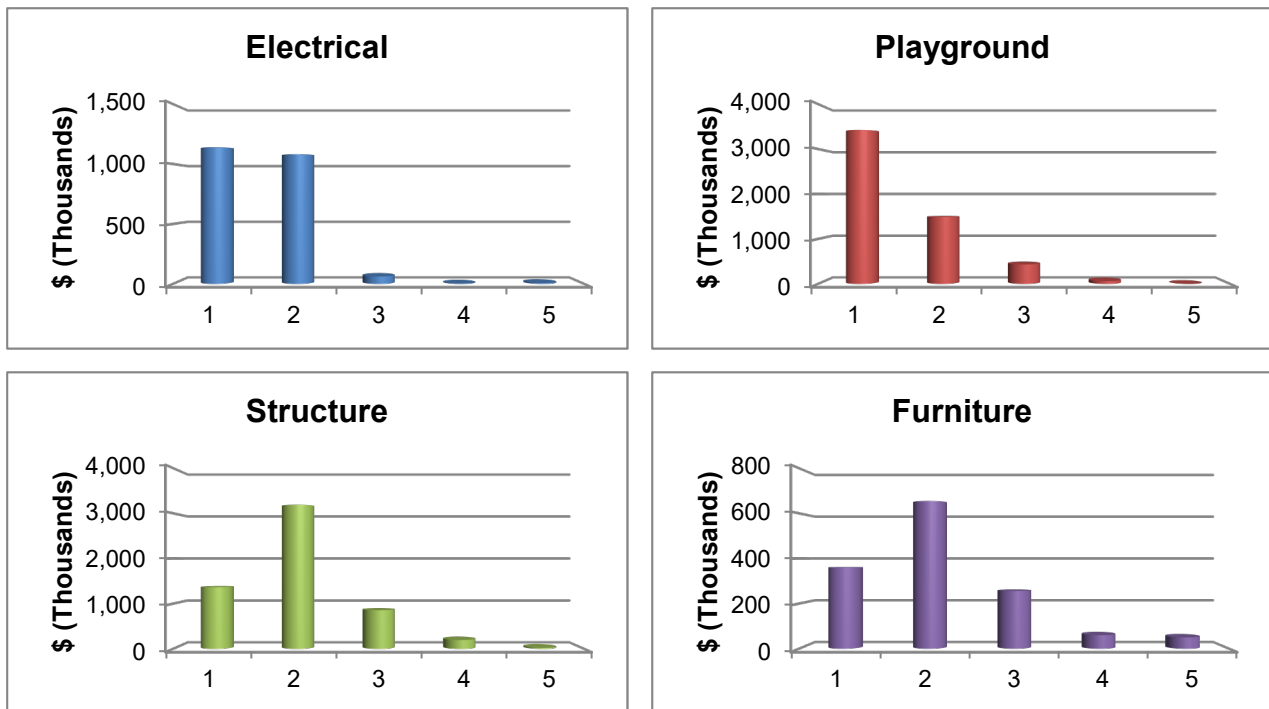 Electrical
$ (Thousands)
1,500
1,000
500
0
1 2 3 4 5
Playground
$ (Thousands)
4,000
3,000
2,000
1,000
0
1 2 3 4 5
Structure
$ (Thousands)
4,000
3,000
2,000
1,000
0
1 2 3 4 5
Furniture
$ (Thousands)
800
600
400
200
0
1 2 3 4 5